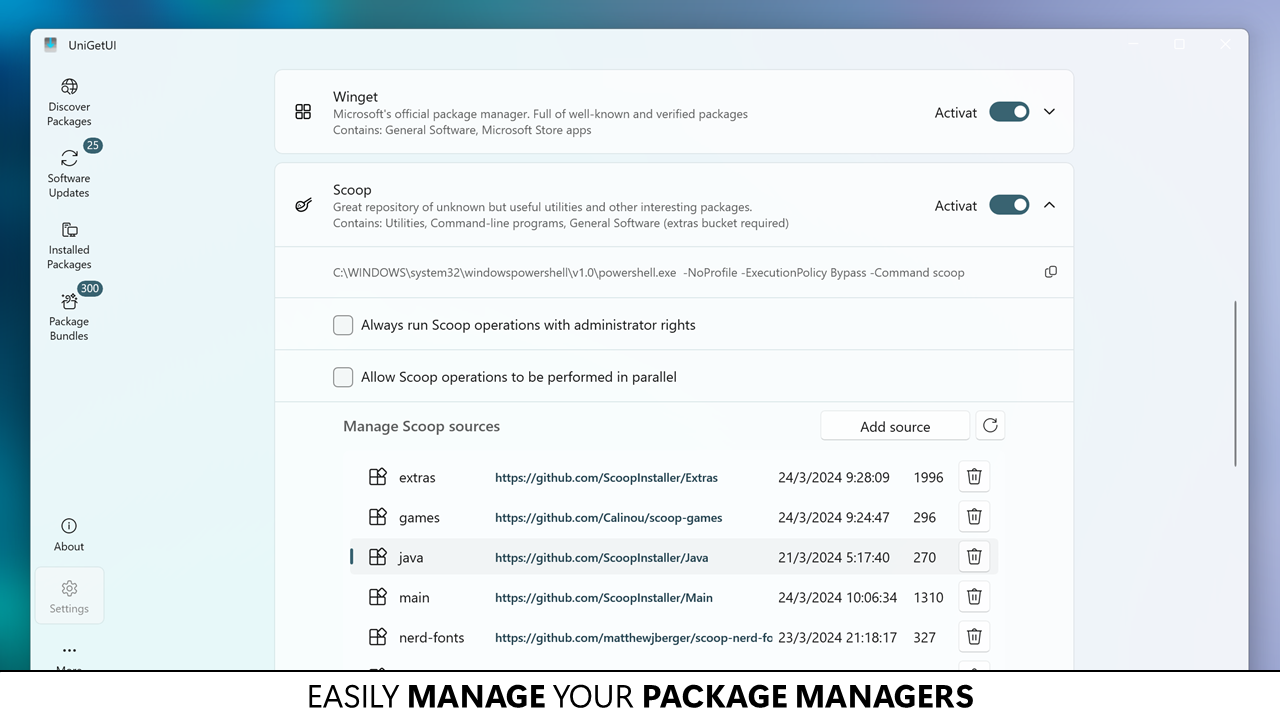 UniGetUI
Discover
Packages
25
Software
Updates
Installed
Packages
300
Package
Bundles
About
Settings
Winget
Microsoft's official package manager. Full of well-known and verified packages
Contains: General Software, Microsoft Store apps
Activat
Scoop
Great repository of unknown but useful utilities and other interesting packages.
Contains: Utilities, Command-line programs, General Software (extras bucket required)
Activat
C:\WINDOWS\system32\windowspowershell\v1.0\powershell.exe -NoProfile -ExecutionPolicy Bypass -Command scoop
Always run Scoop operations with administrator rights
Allow Scoop operations to be performed in parallel
Manage Scoop sources
Add source
extras https://github.com/ScoopInstaller/Extras 24/3/2024 9:28:09 1996
games https://github.com/Calinou/scoop-games 24/3/2024 9:24:47 296
java https://github.com/ScoopInstaller/Java 21/3/2024 5:17:40 270
main https://github.com/ScoopInstaller/Main 24/3/2024 10:06:34 1310
nerd-fonts https://github.com/matthewjberger/scoop-nerd-fo 23/3/2024 21:18:17 327
EASILY MANAGE YOUR PACKAGE MANAGERS